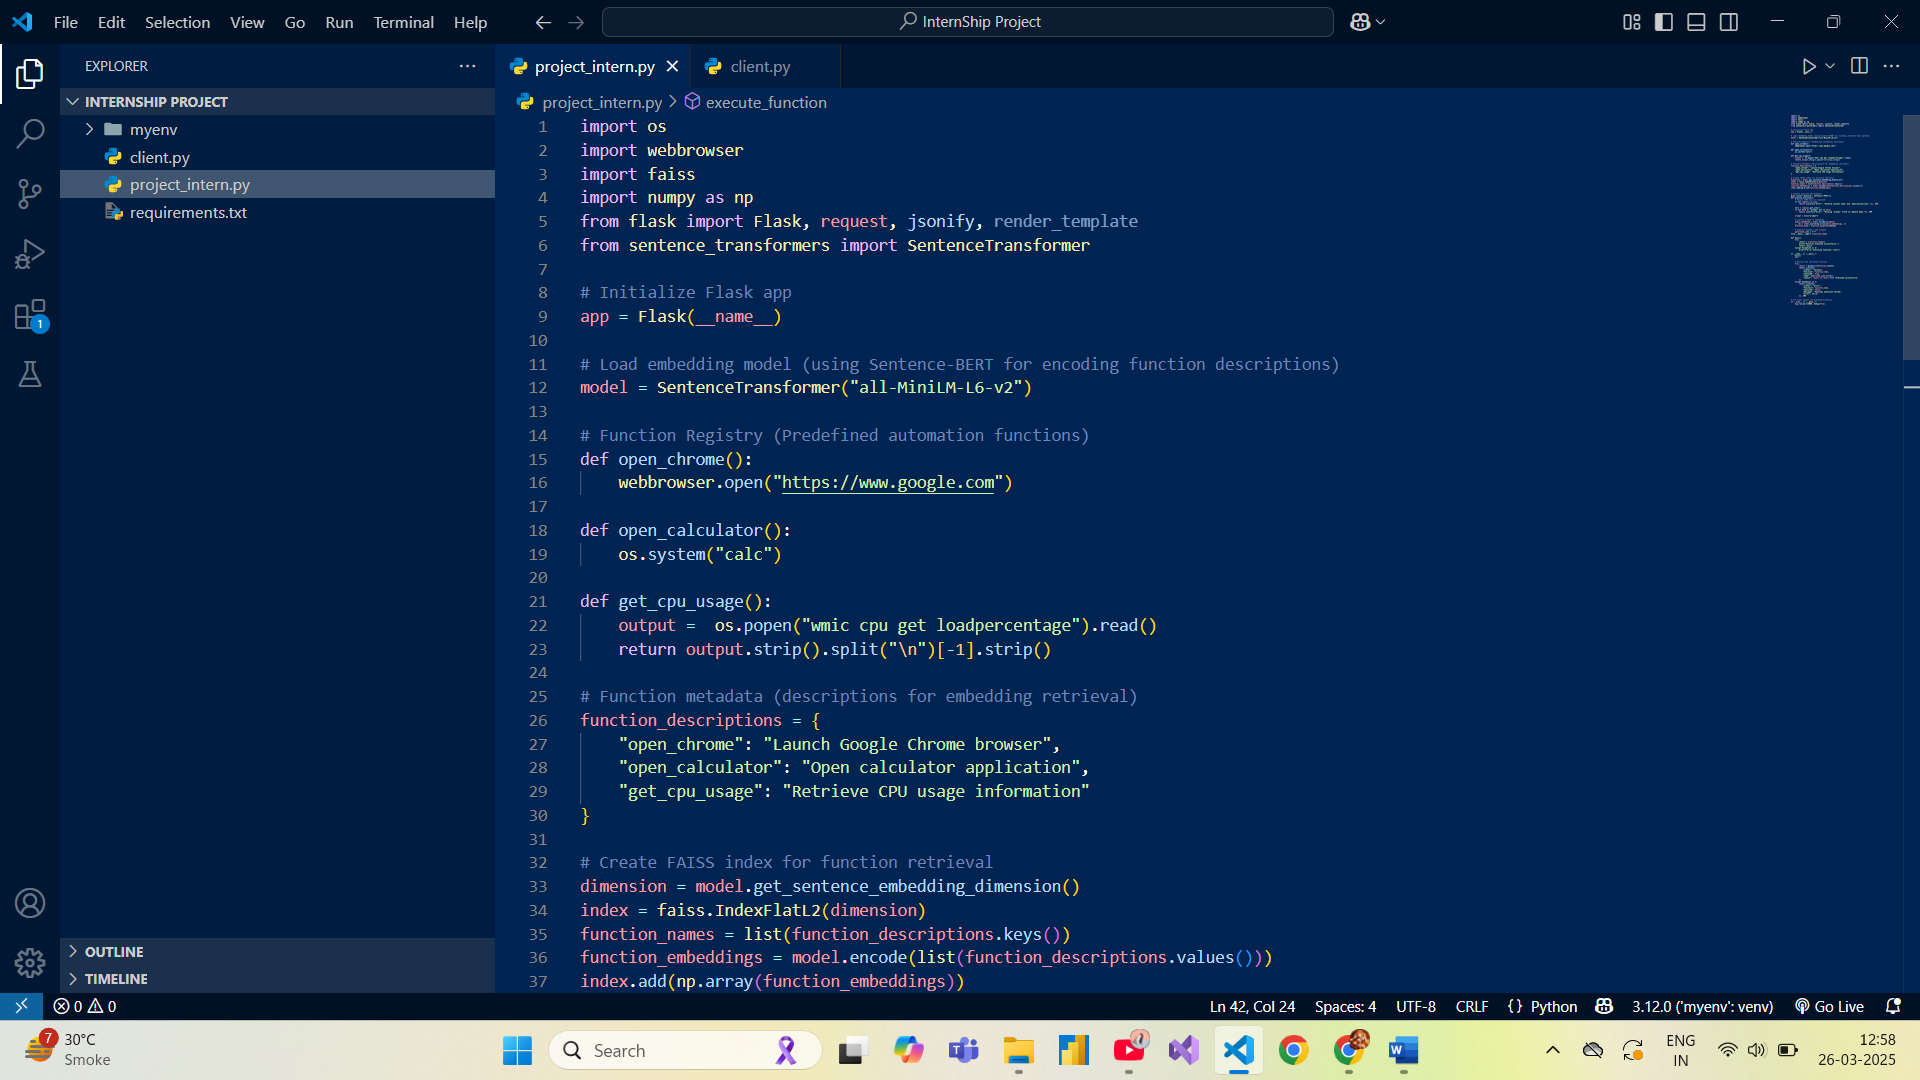 File Edit Selection View Go Run Terminal Help
InternShip Project
EXPLORER
INTERNSHIP PROJECT
myenv
client.py
project_intern.py
requirements.txt
1
OUTLINE
TIMELINE
project_intern.py
client.py
project_intern.py > execute_function
1 import os
2 import webbrowser
3 import faiss
4 import numpy as np
5 from flask import Flask, request, jsonify, render_template
6 from sentence_transformers import SentenceTransformer
7
8 # Initialize Flask app
9 app = Flask(__name__)
10
11 # Load embedding model (using Sentence-BERT for encoding function descriptions)
12 model = SentenceTransformer("all-MiniLM-L6-v2")
13
14 # Function Registry (Predefined automation functions)
15 def open_chrome():
16     webbrowser.open("https://www.google.com")
17
18 def open_calculator():
19     os.system("calc")
20
21 def get_cpu_usage():
22     output =  os.popen("wmic cpu get loadpercentage").read()
23     return output.strip().split("\n")[-1].strip()
24
25 # Function metadata (descriptions for embedding retrieval)
26 function_descriptions = {
27     "open_chrome": "Launch Google Chrome browser",
28     "open_calculator": "Open calculator application",
29     "get_cpu_usage": "Retrieve CPU usage information"
30 }
31
32 # Create FAISS index for function retrieval
33 dimension = model.get_sentence_embedding_dimension()
34 index = faiss.IndexFlatL2(dimension)
35 function_names = list(function_descriptions.keys())
36 function_embeddings = model.encode(list(function_descriptions.values()))
37 index.add(np.array(function_embeddings))
0 0
Ln 42, Col 24 Spaces: 4 UTF-8 CRLF {} Python 3.12.0 ('myenv': venv) Go Live
7
30°C
Smoke
Search
ENG
IN
12:58
26-03-2025